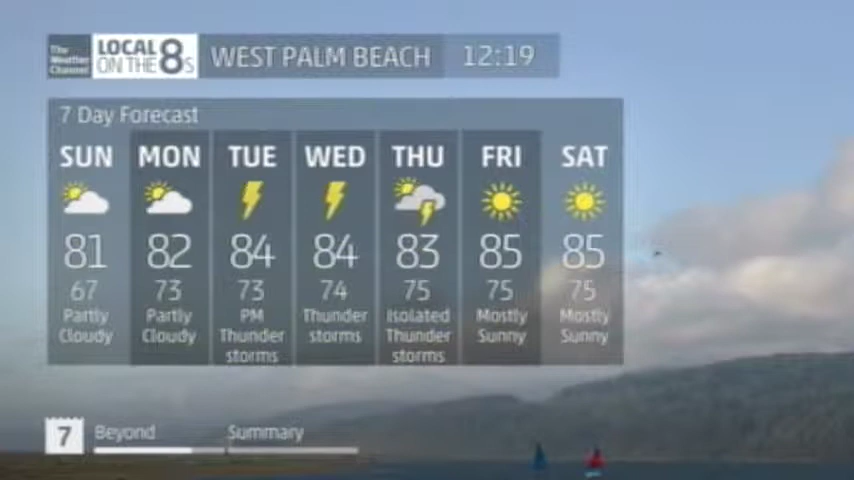 The Weather Channel
LOCAL ON THE 8s
WEST PALM BEACH
12:19
7 Day Forecast
SUN MON TUE WED THU FRI SAT
81 82 84 84 83 85 85
67 73 73 74 75 75 75
Partly Cloudy
Partly Cloudy
PM Thunder storms
Thunder storms
Isolated Thunder storms
Mostly Sunny
Mostly Sunny
7 Beyond Summary